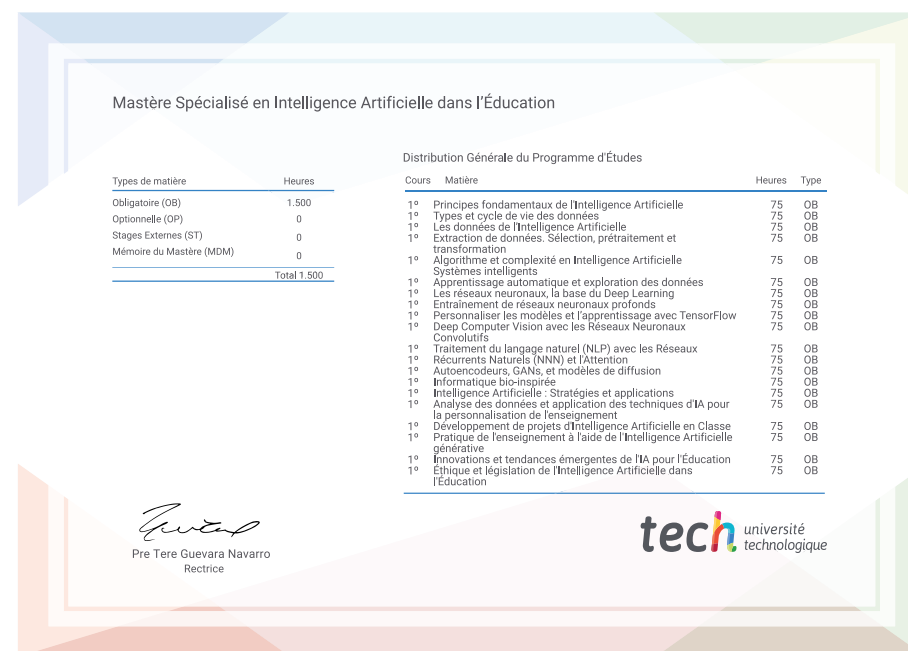 Mastère Spécialisé en Intelligence Artificielle dans l'Éducation
Types de matière Heures
Obligatoire (OB) 1.500
Optionnelle (OP) 0
Stages Externes (ST) 0
Mémoire du Mastère (MDM) 0
Total 1.500
Distribution Générale du Programme d'Études
Cours Matière Heures Type
1º Principes fondamentaux de l'Intelligence Artificielle 75 OB
1º Types et cycle de vie des données 75 OB
1º Les données de l'Intelligence Artificielle 75 OB
1º Extraction de données. Sélection, prétraitement et 75 OB
transformation
1º Algorithme et complexité en Intelligence Artificielle 75 OB
Systèmes intelligents
1º Apprentissage automatique et exploration des données 75 OB
1º Les réseaux neuronaux, la base du Deep Learning 75 OB
1º Entraînement de réseaux neuronaux profonds 75 OB
1º Personnaliser les modèles et l'apprentissage avec TensorFlow 75 OB
1º Deep Computer Vision avec les Réseaux Neuronaux 75 OB
Convolutifs
1º Traitement du langage naturel (NLP) avec les Réseaux 75 OB
1º Récurrents Naturels (NNN) et l'Attention 75 OB
1º Autoencodeurs, GANs, et modèles de diffusion 75 OB
1º Informatique bio-inspirée 75 OB
1º Intelligence Artificielle : Stratégies et applications 75 OB
1º Analyse des données et application des techniques d'IA pour 75 OB
la personnalisation de l'enseignement
1º Développement de projets d'Intelligence Artificielle en Classe 75 OB
1º Pratique de l'enseignement à l'aide de l'Intelligence Artificielle 75 OB
générative
1º Innovations et tendances émergentes de l'IA pour l'Éducation 75 OB
1º Éthique et législation de l'Intelligence Artificielle dans 75 OB
l'Éducation
Pre Tere Guevara Navarro
Rectrice
tech université
technologique